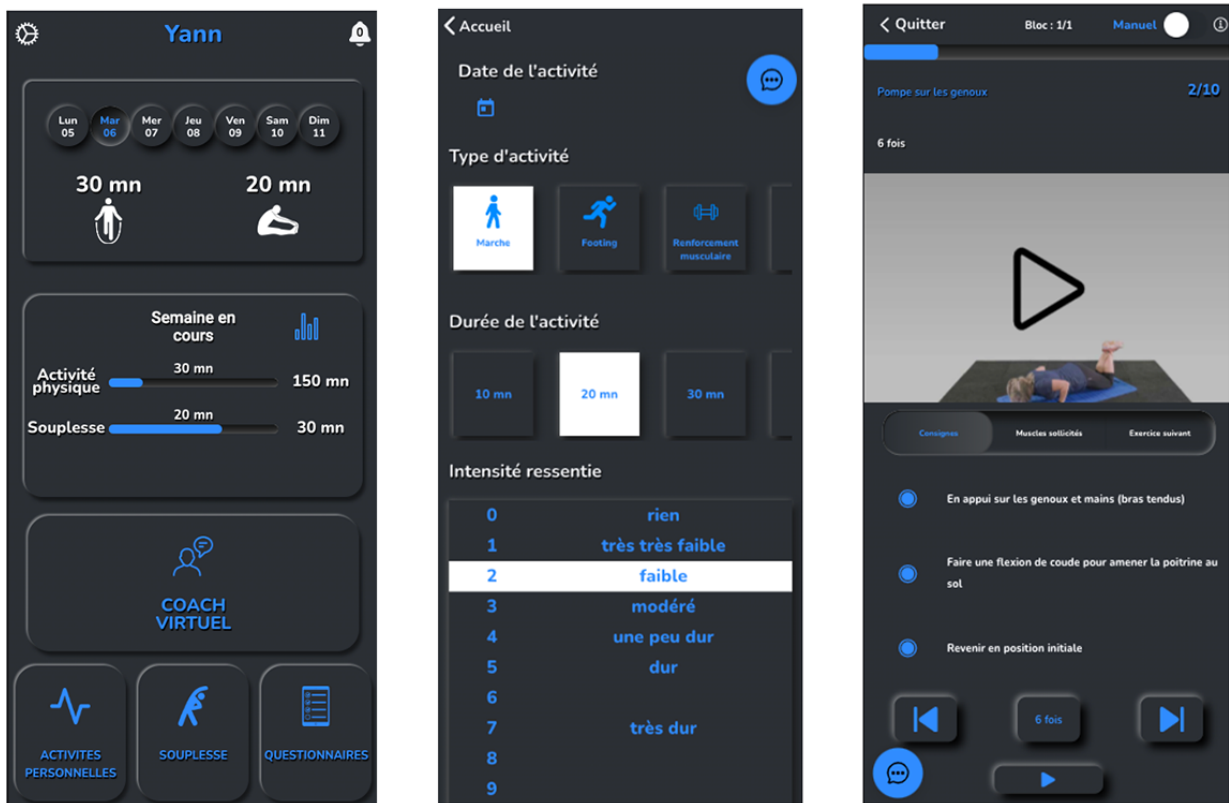 Yann
0
Lun Mar Mer Jeu Ven Sam Dim
05 06 07 08 09 10 11
30 mn 20 mn
Semaine en
cours
Activité
physique
30 mn
150 mn
Souplesse
20 mn
30 mn
COACH
VIRTUEL
ACTIVITES
PERSONNELLES
SOUPLESSE
QUESTIONNAIRES
Accueil
Date de l'activité
Type d'activité
Marche
Footing
Renforcement
musculaire
Durée de l'activité
10 mn 20 mn 30 mn
Intensité ressentie
0 rien
1 très très faible
2 faible
3 modéré
4 une peu dur
5 dur
6
7 très dur
8
9
Quitter Bloc : 1/1 Manuel
Pompe sur les genoux 2/10
6 fois
Consignes Muscles sollicités Exercice suivant
En appui sur les genoux et mains (bras tendus)
Faire une flexion de coude pour amener la poitrine au
sol
Revenir en position initiale
6 fois